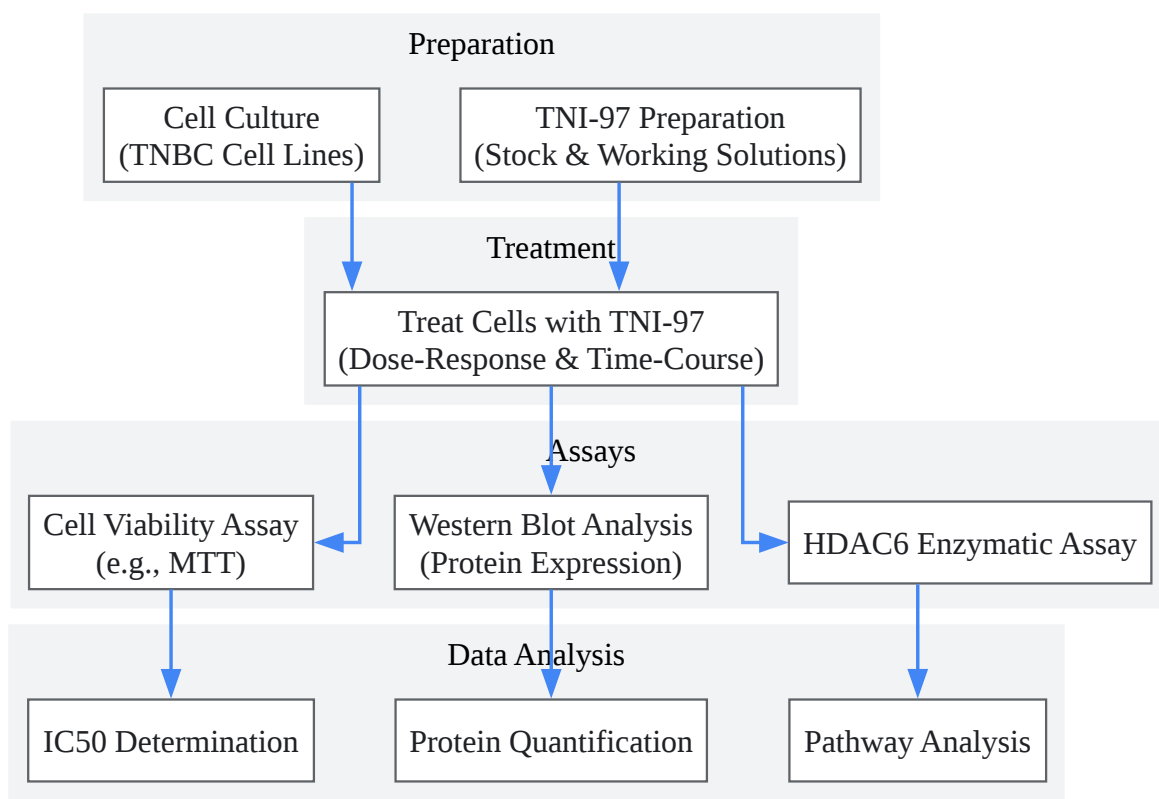 Preparation
Cell Culture
(TNBC Cell Lines)
TNI-97 Preparation
(Stock & Working Solutions)
Treatment
Treat Cells with TNI-97
(Dose-Response & Time-Course)
Assays
Cell Viability Assay
(e.g., MTT)
Western Blot Analysis
(Protein Expression)
HDAC6 Enzymatic Assay
Data Analysis
IC50 Determination
Protein Quantification
Pathway Analysis